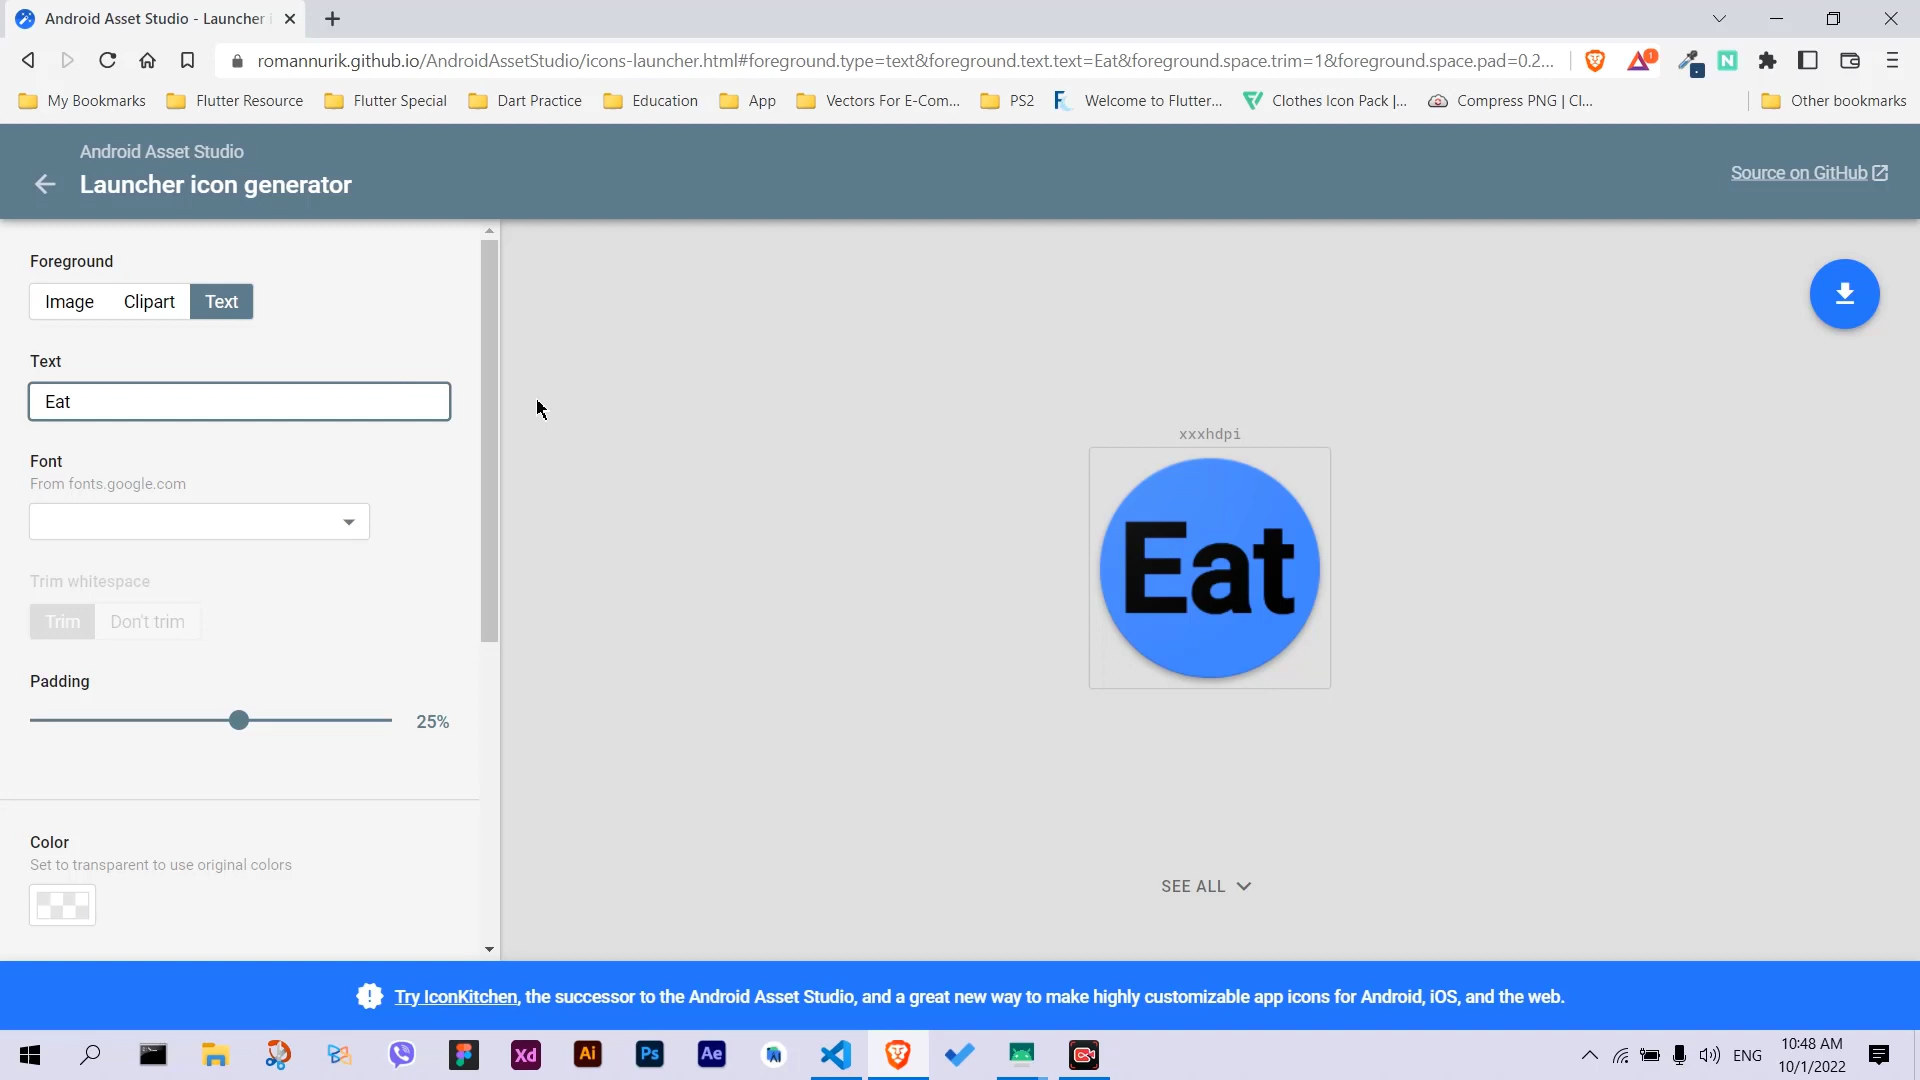 Android Asset Studio - Launcher i
romannurik.github.io/AndroidAssetStudio/icons-launcher.html#foreground.type=text&foreground.text.text=Eat&foreground.space.trim=1&foreground.space.pad=0.2...
1
N
My Bookmarks
Flutter Resource
Flutter Special
Dart Practice
Education
App
Vectors For E-Com...
PS2
Welcome to Flutter...
Clothes Icon Pack |...
Compress PNG | Cl...
Other bookmarks
Android Asset Studio
Launcher icon generator
Source on GitHub
Foreground
Image
Clipart
Text
Text
Eat
Font
From fonts.google.com
Trim whitespace
Trim
Don't trim
Padding
25%
Color
Set to transparent to use original colors
xxxhdpi
Eat
SEE ALL
Try IconKitchen, the successor to the Android Asset Studio, and a great new way to make highly customizable app icons for Android, iOS, and the web.
Xd
Ai
Ps
Ae
ENG
10:48 AM
10/1/2022